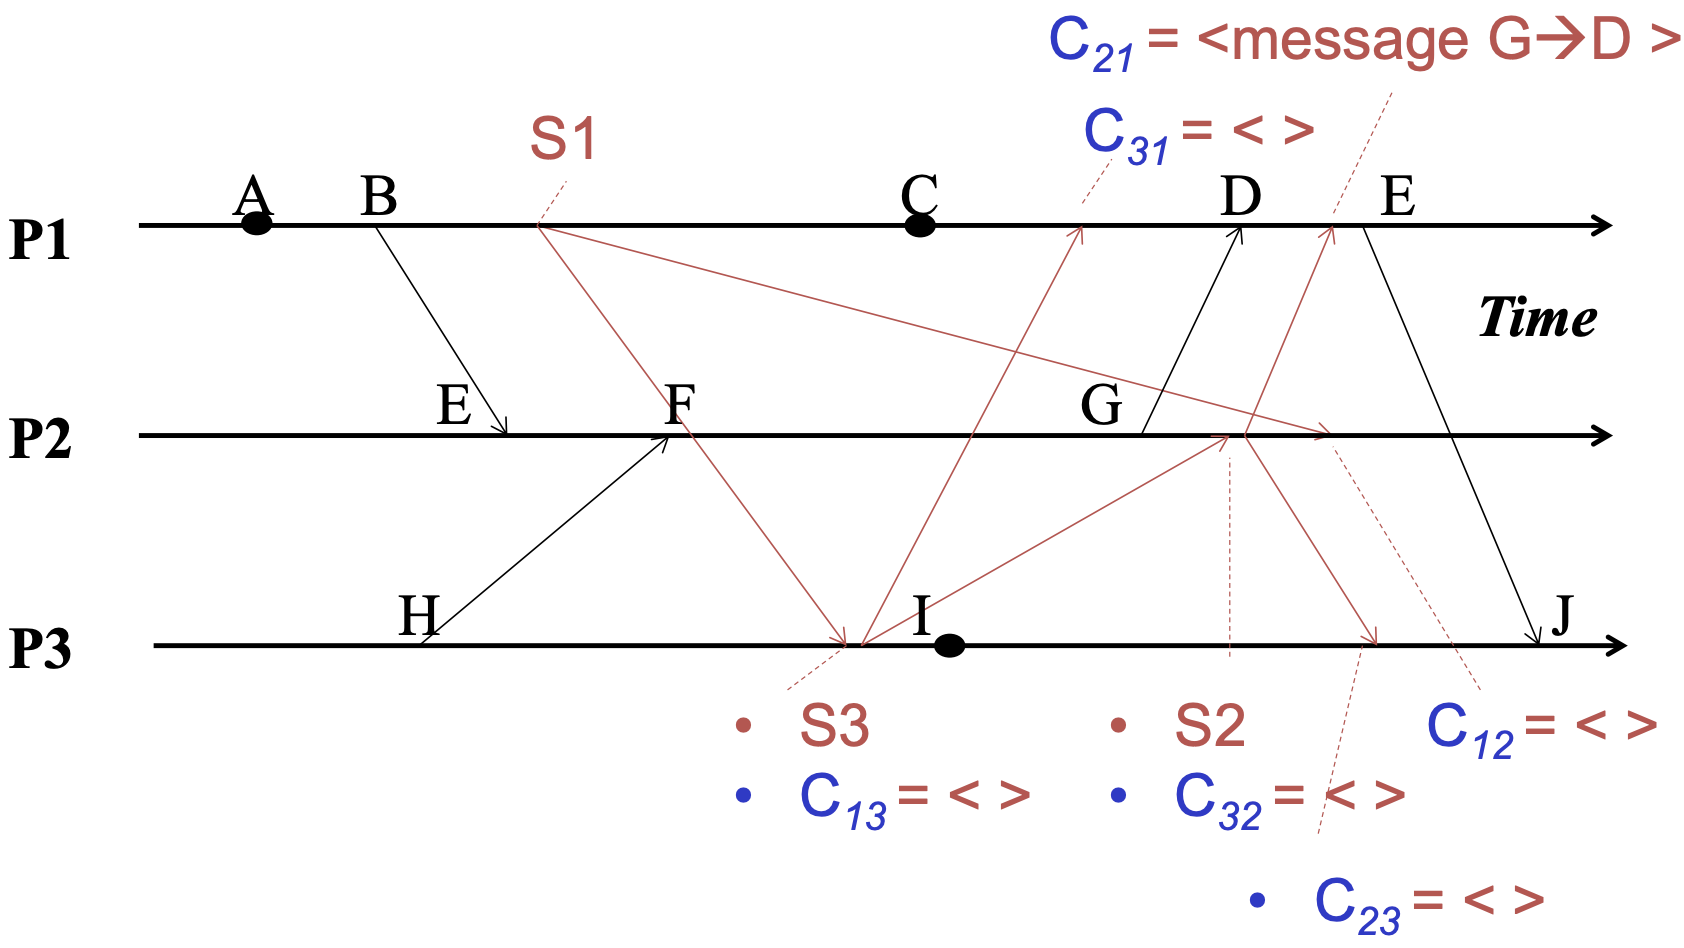 C21 = <message G→D >
C31 = < >
S1
A B C D E
P1
Time
E F G
P2
H I J
P3
• S3 • S2 C12 = < >
• C13 = < > • C32 = < >
• C23 = < >